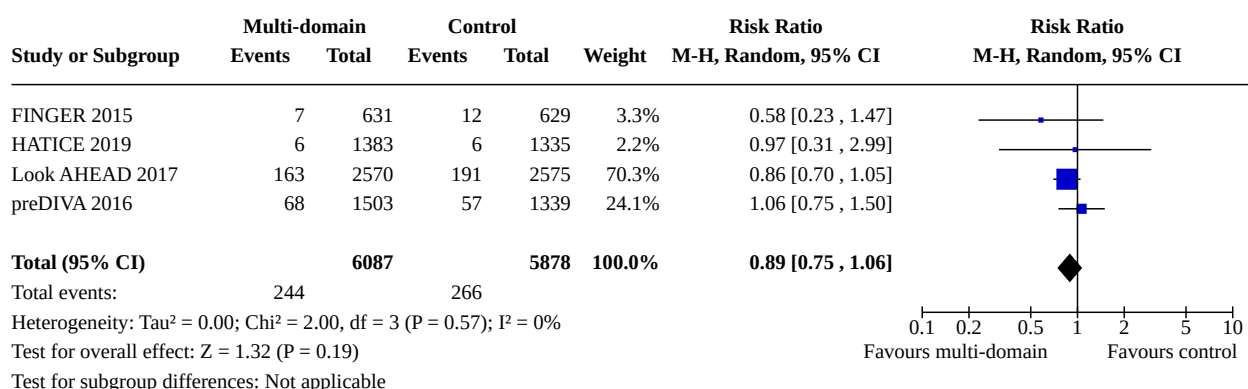 Multi-domain Control Risk Ratio Risk Ratio
Study or Subgroup Events Total Events Total Weight M-H, Random, 95% CI M-H, Random, 95% CI
FINGER 2015 7 631 12 629 3.3% 0.58 [0.23 , 1.47]
HATICE 2019 6 1383 6 1335 2.2% 0.97 [0.31 , 2.99]
Look AHEAD 2017 163 2570 191 2575 70.3% 0.86 [0.70 , 1.05]
preDIVA 2016 68 1503 57 1339 24.1% 1.06 [0.75 , 1.50]
Total (95% CI) 6087 5878 100.0% 0.89 [0.75 , 1.06]
Total events: 244 266
Heterogeneity: Tau² = 0.00; Chi² = 2.00, df = 3 (P = 0.57); I² = 0%
0.1 0.2 0.5 1 2 5 10
Test for overall effect: Z = 1.32 (P = 0.19)
Favours multi-domain Favours control
Test for subgroup differences: Not applicable